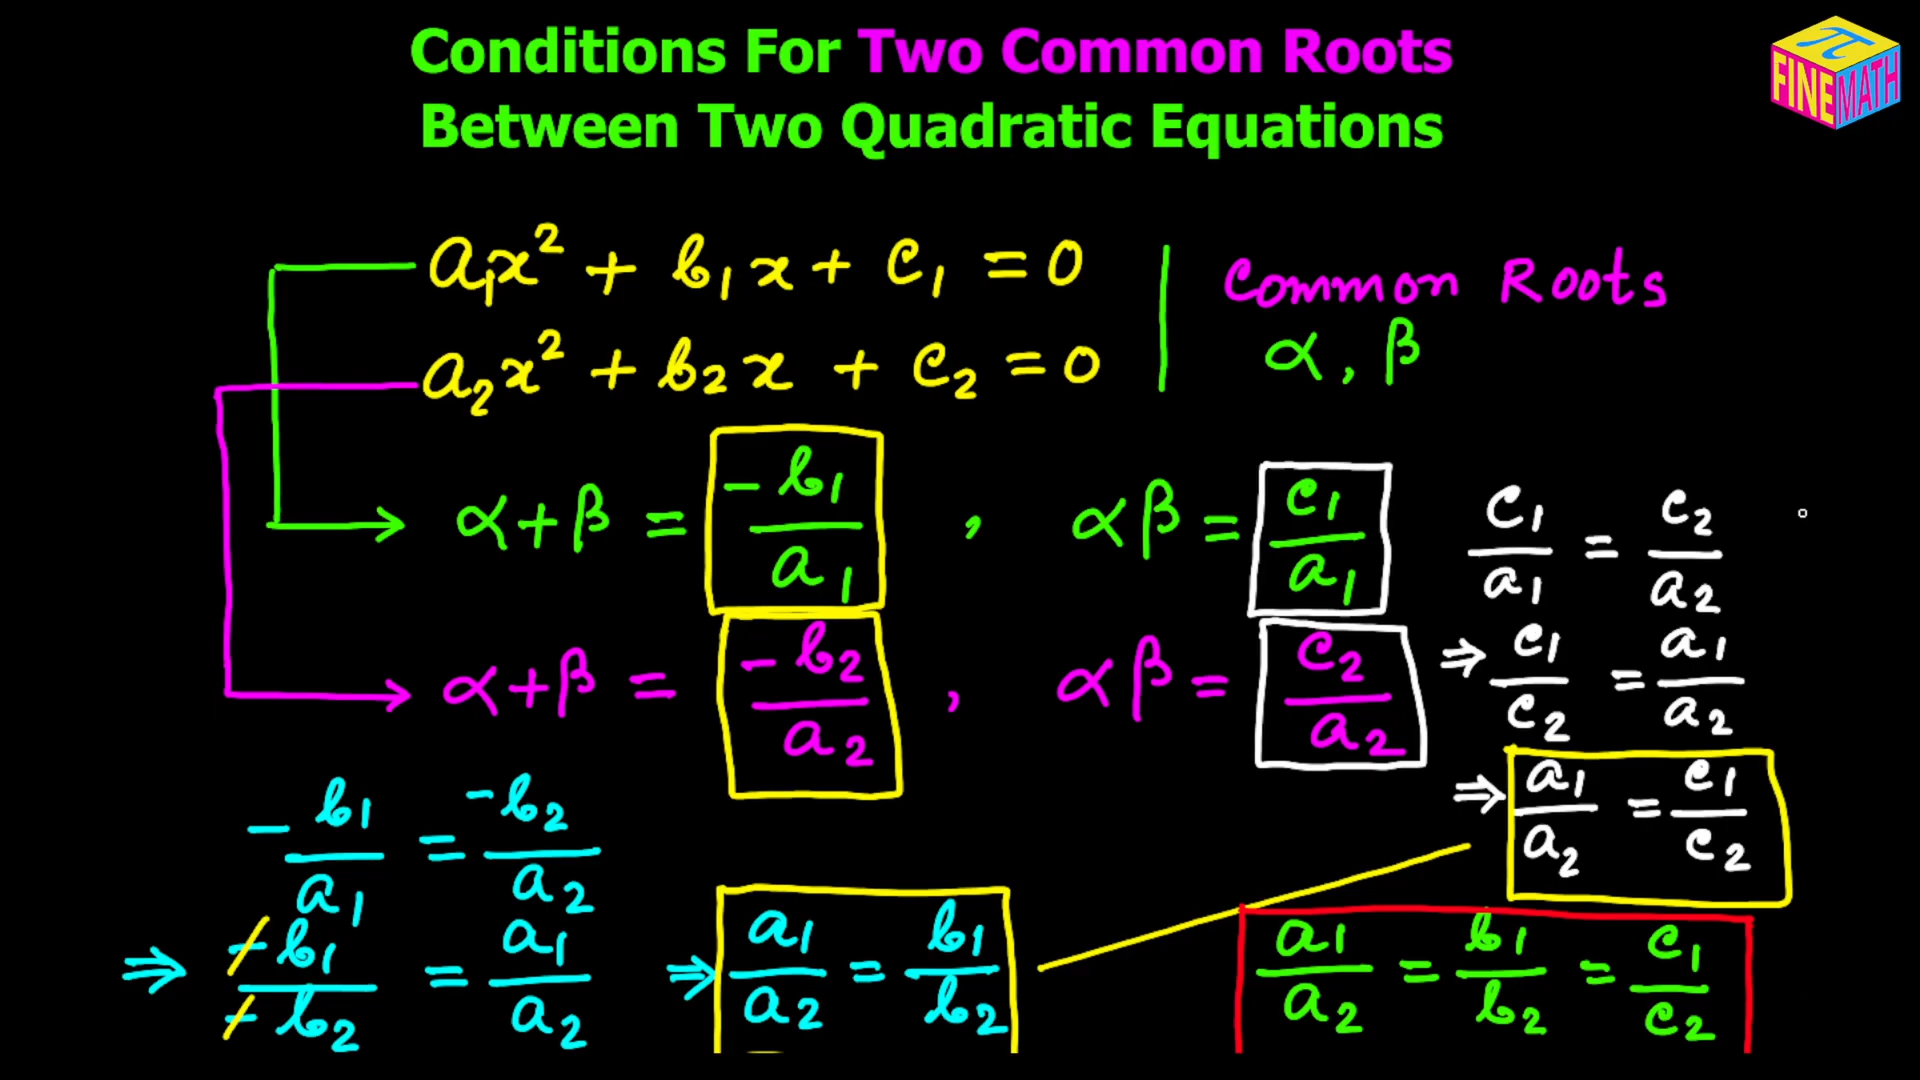 Conditions For Two Common Roots
Between Two Quadratic Equations
π FINE MATH
a₁x² + b₁x + c₁ = 0
a₂x² + b₂x + c₂ = 0
Common Roots
α, β
α+β = -b₁/a₁ , αβ = c₁/a₁
α+β = -b₂/a₂ , αβ = c₂/a₂
c₁/a₁ = c₂/a₂
⇒ c₁/c₂ = a₁/a₂
⇒ a₁/a₂ = c₁/c₂
-b₁/a₁ = -b₂/a₂
⇒ -b₁/-b₂ = a₁/a₂ ⇒ a₁/a₂ = b₁/b₂
a₁/a₂ = b₁/b₂ = c₁/c₂